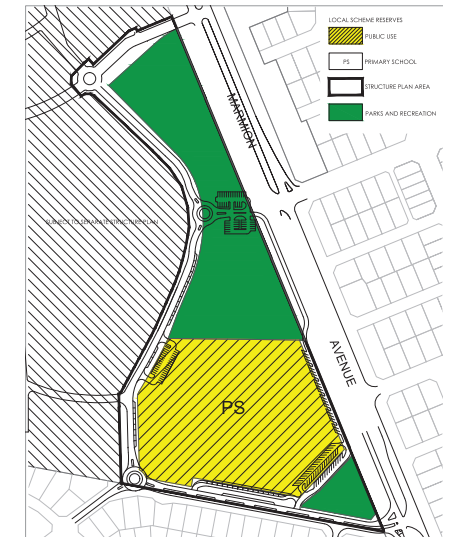 LOCAL SCHEME RESERVES
PUBLIC USE
PS PRIMARY SCHOOL
STRUCTURE PLAN AREA
PARKS AND RECREATION
MARMION
SUBJECT TO SEPARATE STRUCTURE PLAN
AVENUE
PS